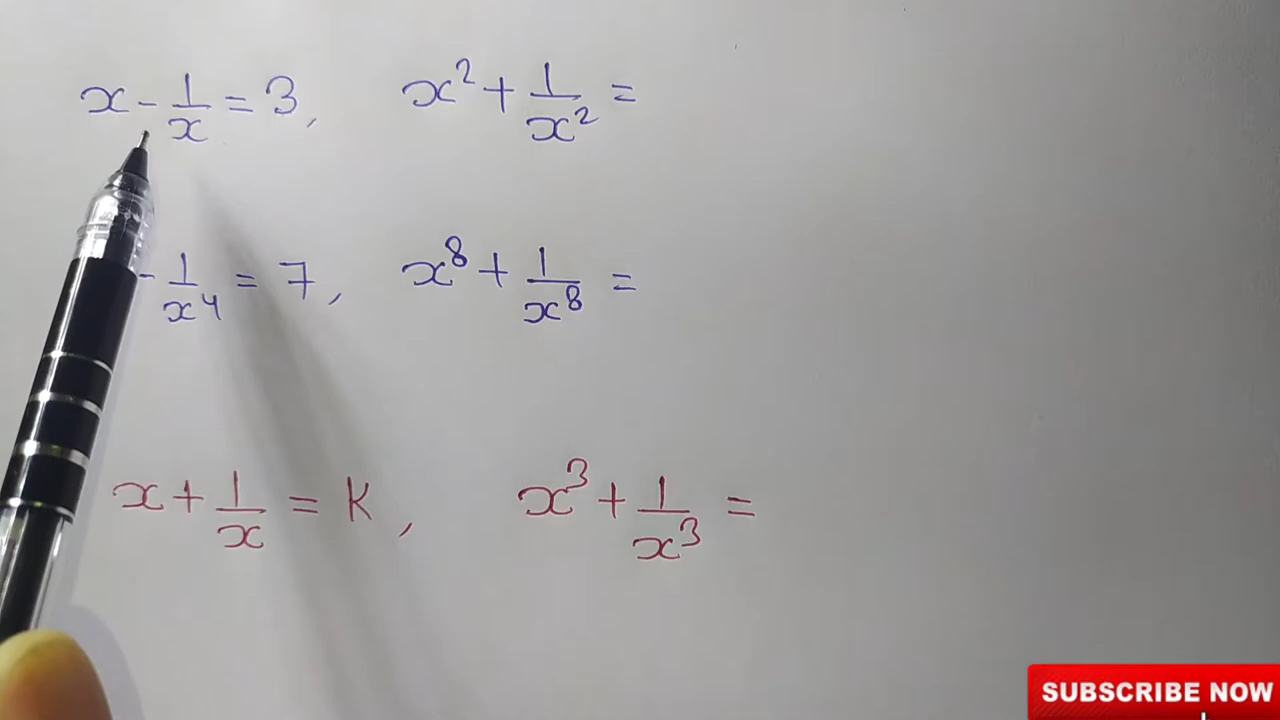 x - 1/x = 3, x² + 1/x² =
- 1/x⁴ = 7, x⁸ + 1/x⁸ =
x + 1/x = K, x³ + 1/x³ =
SUBSCRIBE NOW